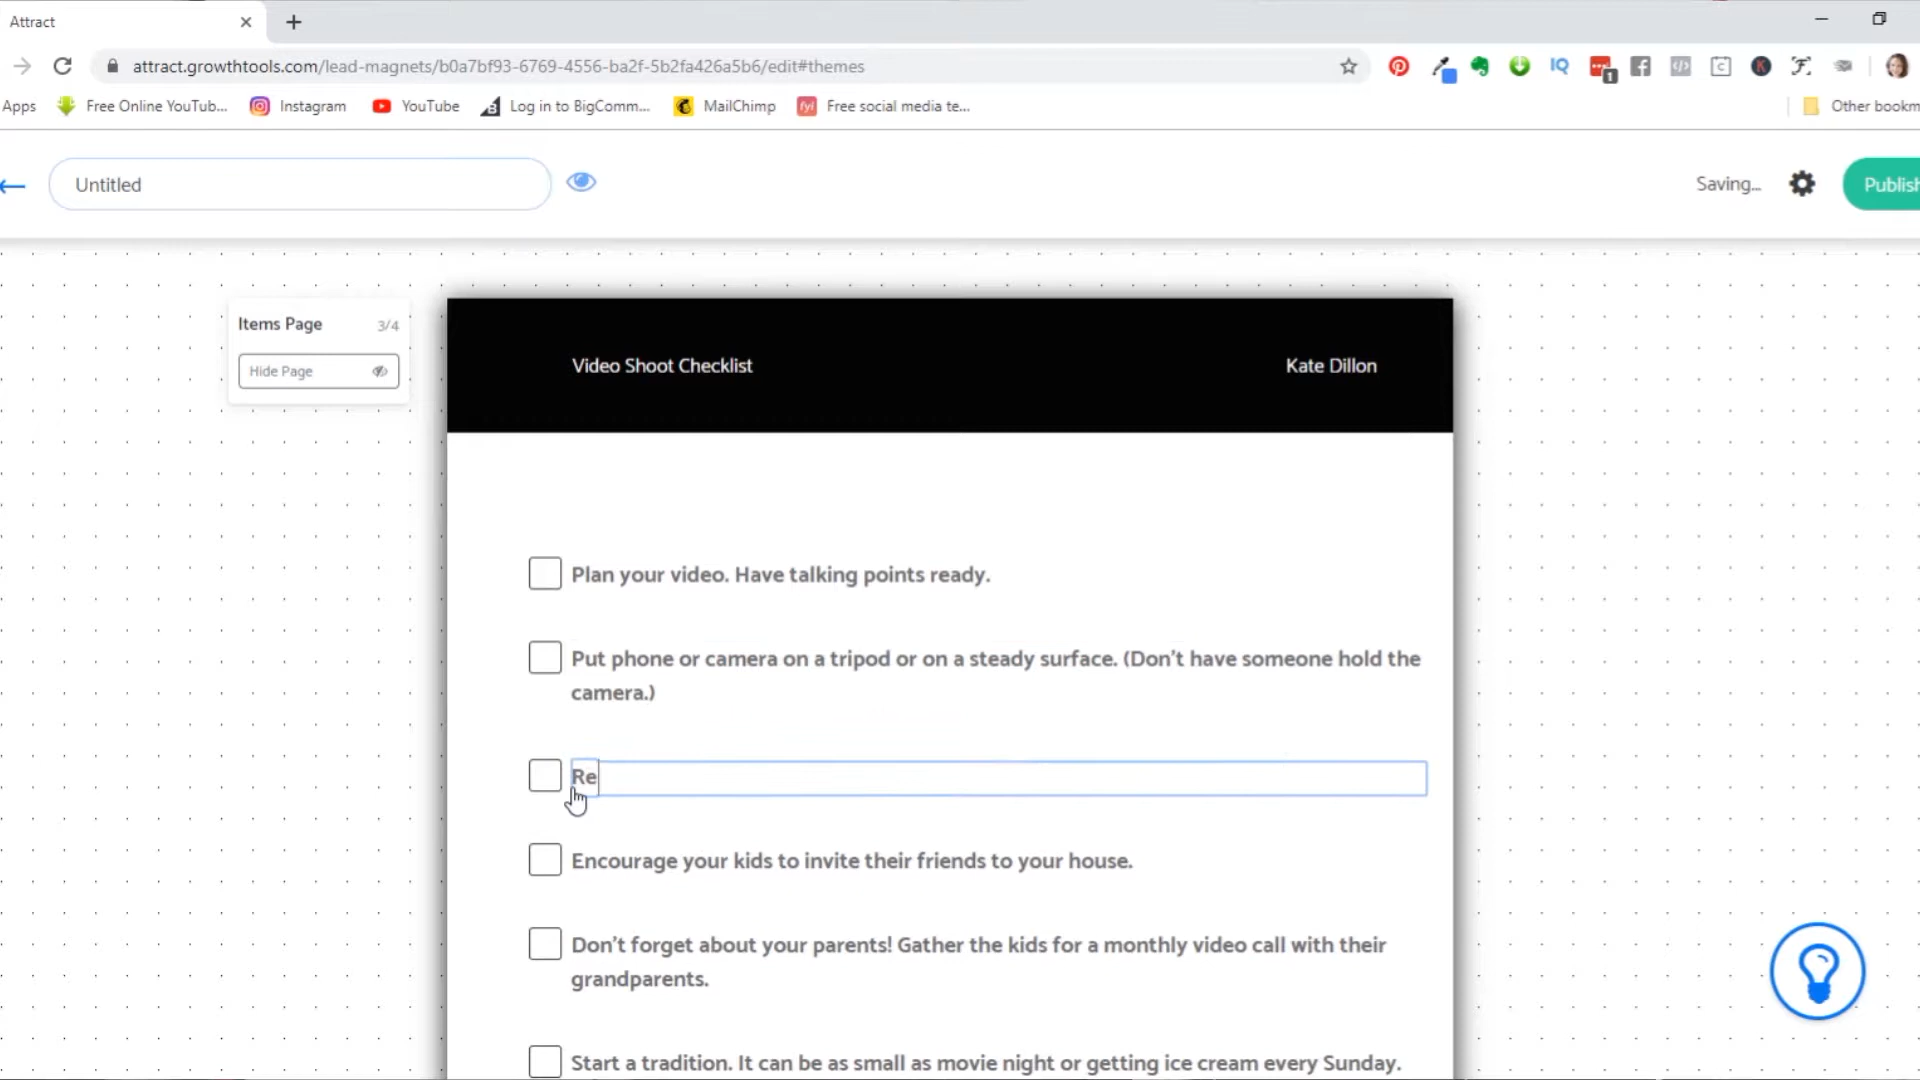 Attract
attract.growthtools.com/lead-magnets/b0a7bf93-6769-4556-ba2f-5b2fa426a5b6/edit#themes
IQ
1
Apps
Free Online YouTub...
Instagram
YouTube
Log in to BigComm...
MailChimp
fyi
Free social media te...
Other bookm
Untitled
Saving...
Publish
Items Page 3/4
Hide Page
Video Shoot Checklist
Kate Dillon
Plan your video. Have talking points ready.
Put phone or camera on a tripod or on a steady surface. (Don't have someone hold the
camera.)
Re
Encourage your kids to invite their friends to your house.
Don't forget about your parents! Gather the kids for a monthly video call with their
grandparents.
Start a tradition. It can be as small as movie night or getting ice cream every Sunday.